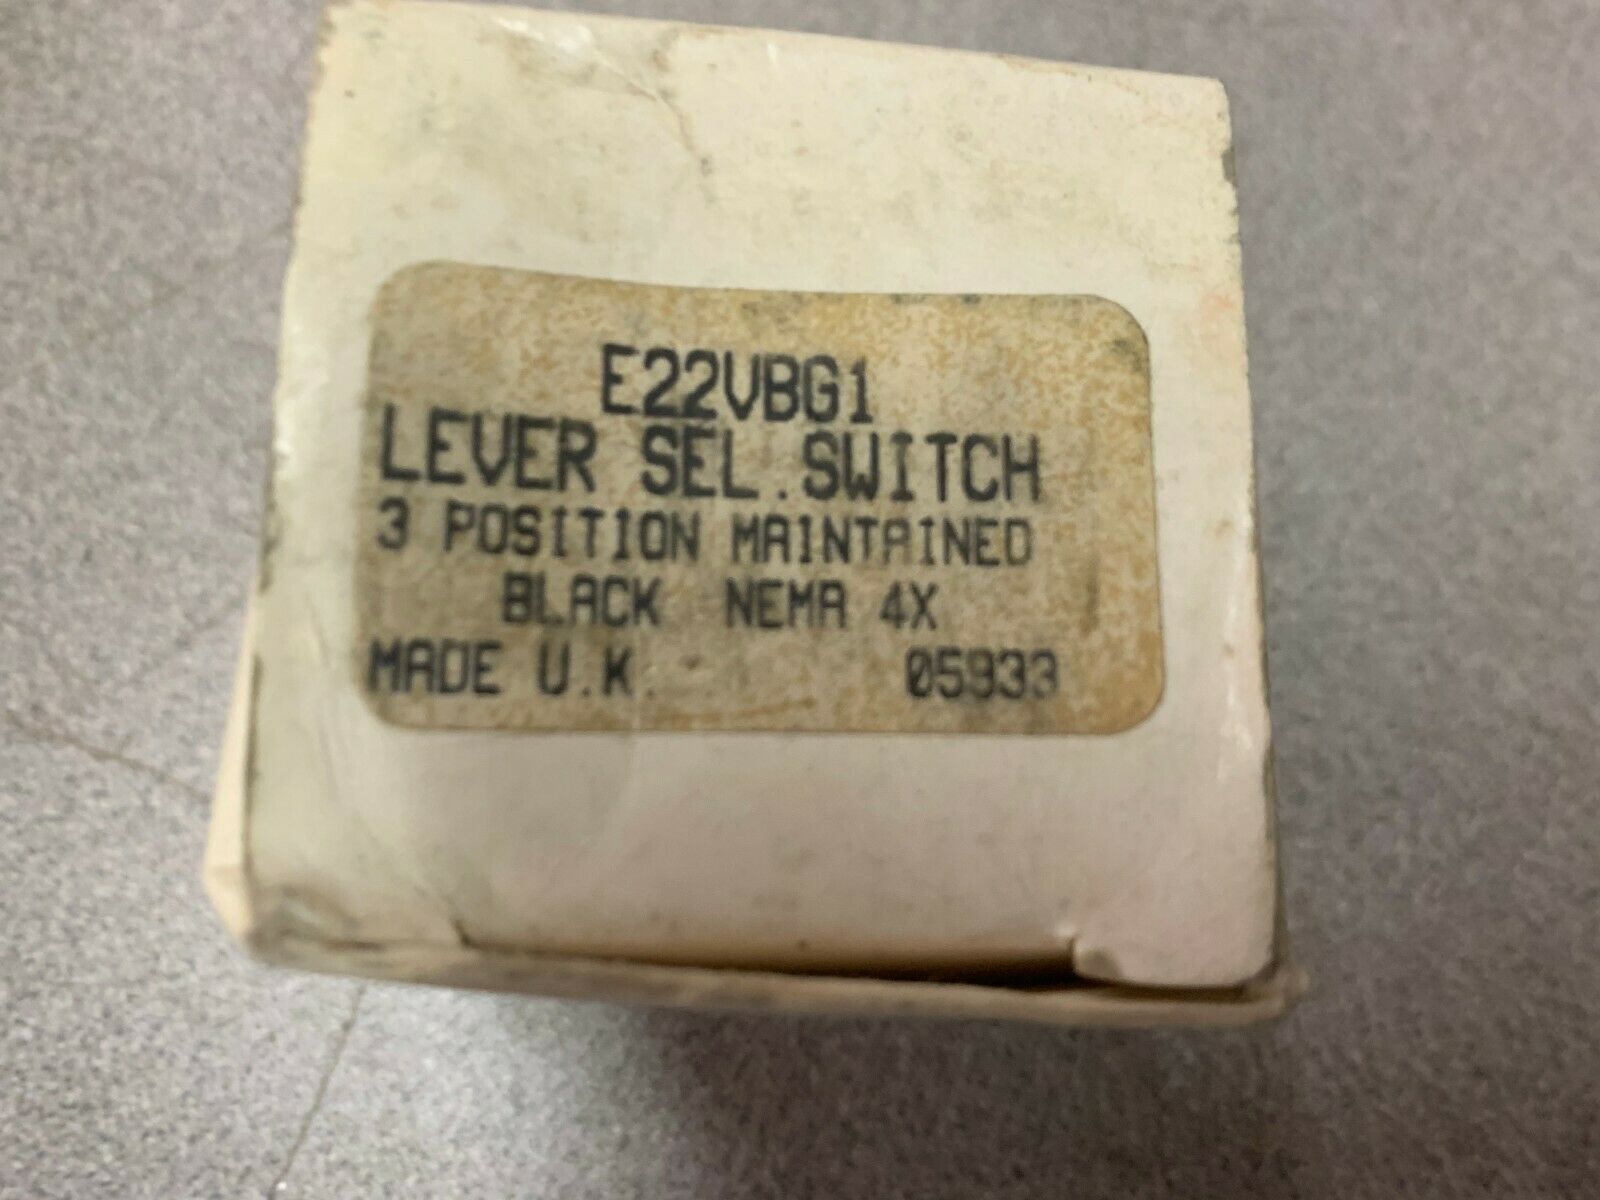 E22VBG1
LEVER SEL.SWITCH
3 POSITION MAINTAINED
BLACK NEMA 4X
MADE U.K. 05933